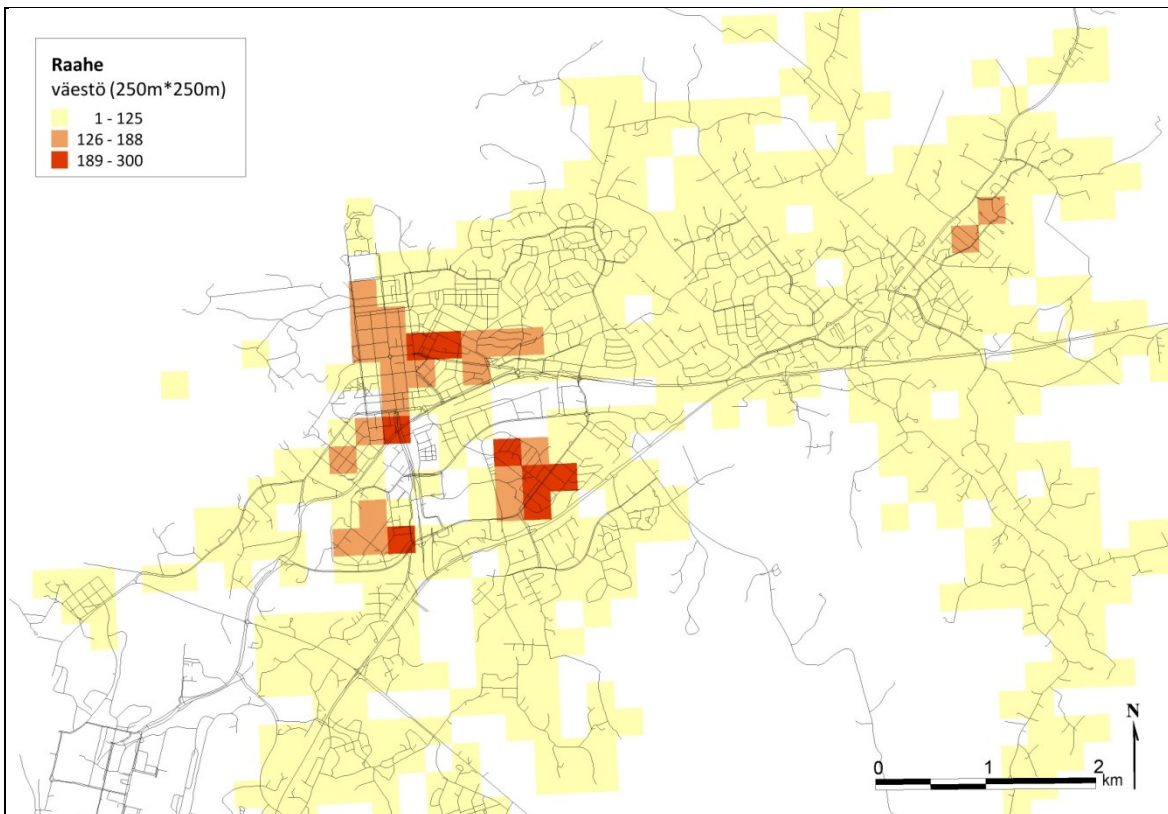 Raahe
väestö (250m*250m)
1 - 125
126 - 188
189 - 300
N
0 1 2
km